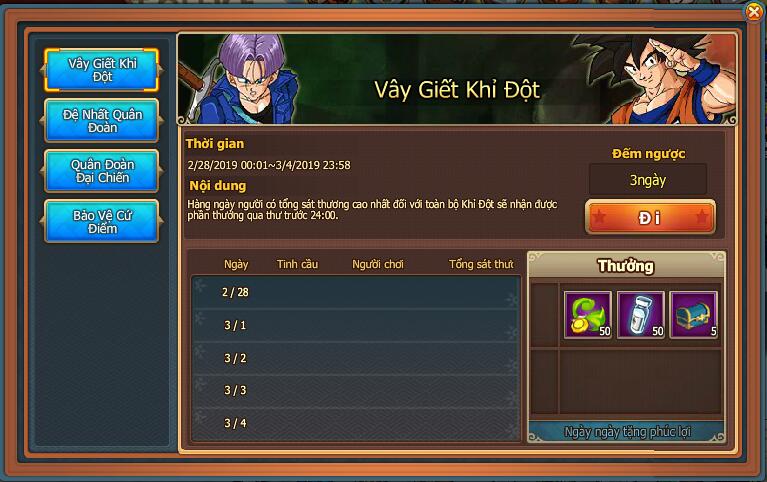 Vây Giết Khỉ
Đột
Đệ Nhất Quân
Đoàn
Quân Đoàn
Đại Chiến
Bảo Vệ Cứ
Điểm
Vây Giết Khỉ Đột
Thời gian
2/28/2019 00:01~3/4/2019 23:58
Nội dung
Hàng ngày người có tổng sát thương cao nhất đối với toàn bộ Khỉ Đột sẽ nhận được
phần thưởng qua thư trước 24:00.
Đếm ngược
3ngày
Đi
Ngày Tinh cầu Người chơi Tổng sát thư
2 / 28
3 / 1
3 / 2
3 / 3
3 / 4
Thưởng
50 50 5
Ngày ngày tặng phúc lợi